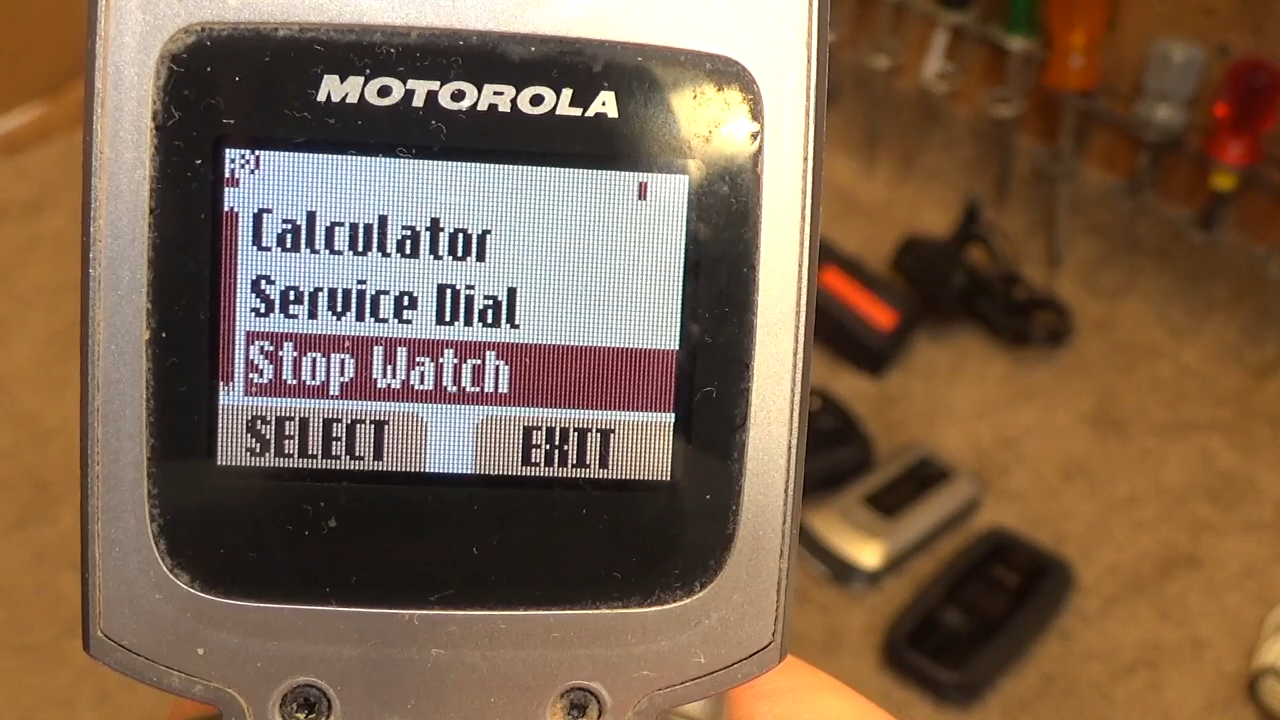 MOTOROLA
Calculator
Service Dial
Stop Watch
SELECT
EXIT